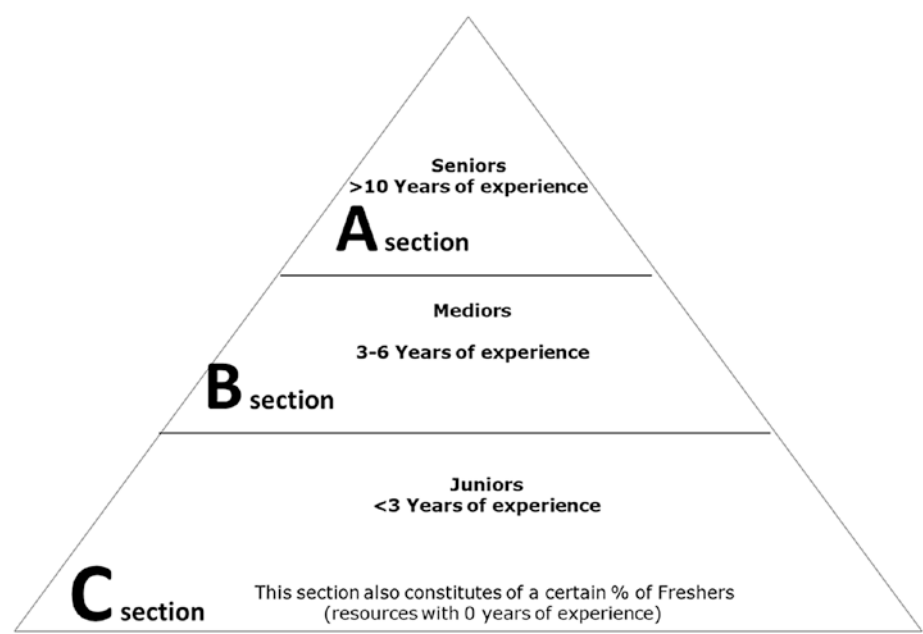 Seniors
>10 Years of experience
A section
Mediors
3-6 Years of experience
B section
Juniors
<3 Years of experience
C section
This section also constitutes of a certain % of Freshers
(resources with 0 years of experience)